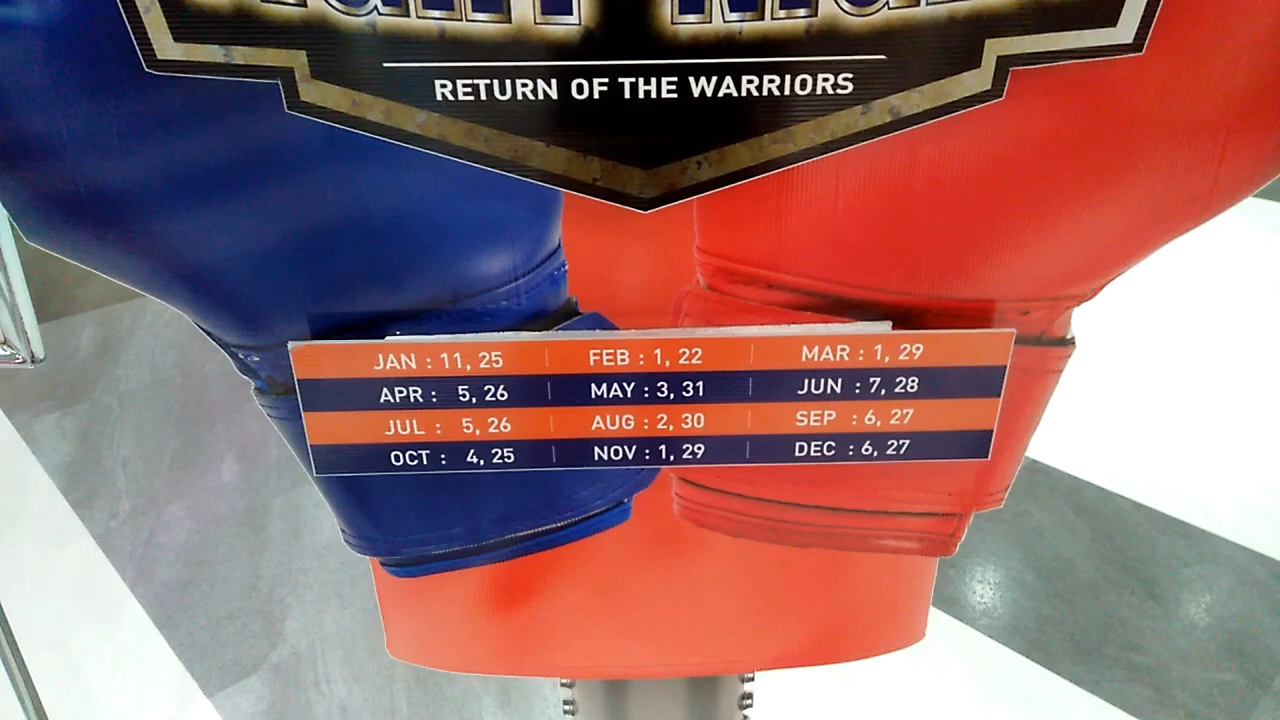 RETURN OF THE WARRIORS
JAN : 11, 25 | FEB : 1, 22 | MAR : 1, 29
APR : 5, 26 | MAY : 3, 31 | JUN : 7, 28
JUL : 5, 26 | AUG : 2, 30 | SEP : 6, 27
OCT : 4, 25 | NOV : 1, 29 | DEC : 6, 27